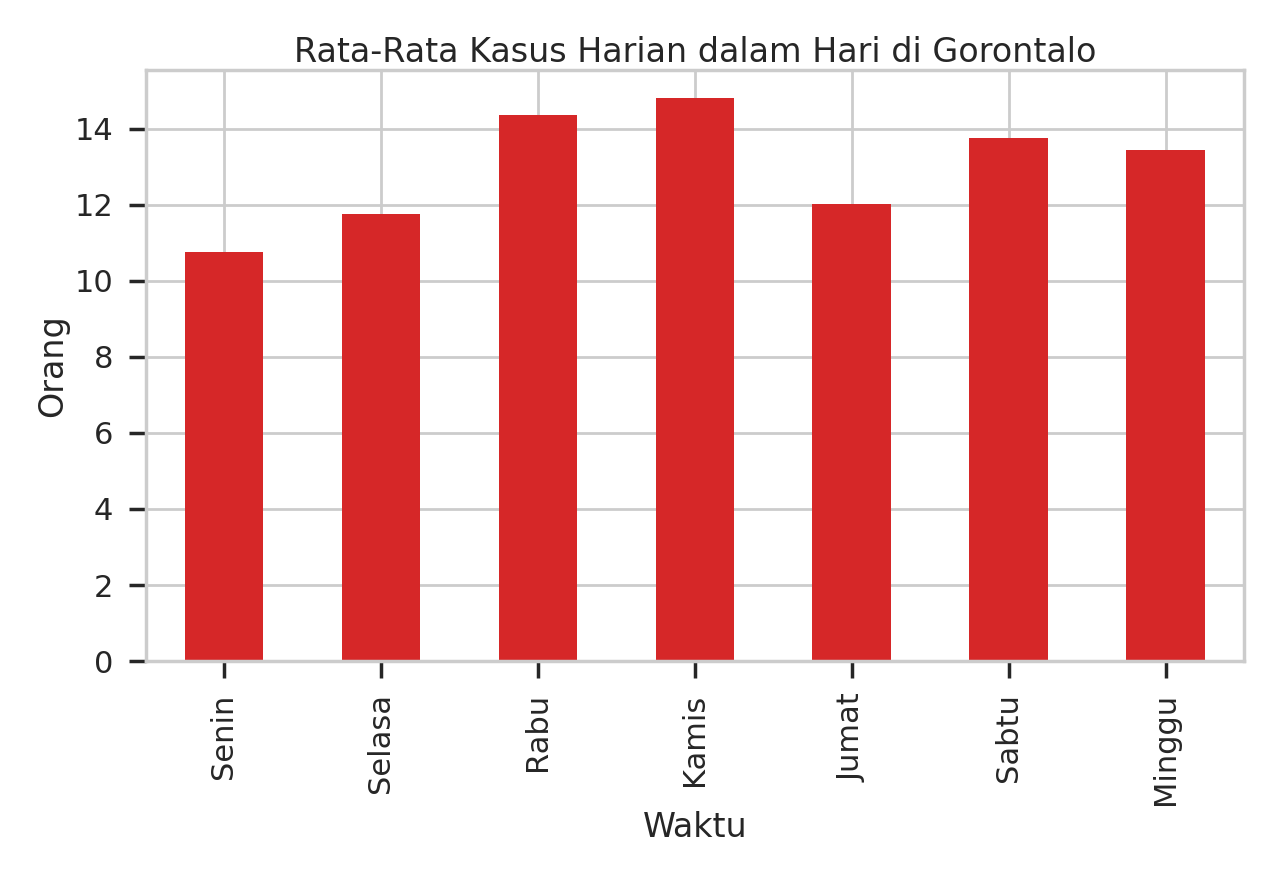 Rata-Rata Kasus Harian dalam Hari di Gorontalo
Orang
14
12
10
8
6
4
2
0
Senin
Selasa
Rabu
Kamis
Jumat
Sabtu
Minggu
Waktu